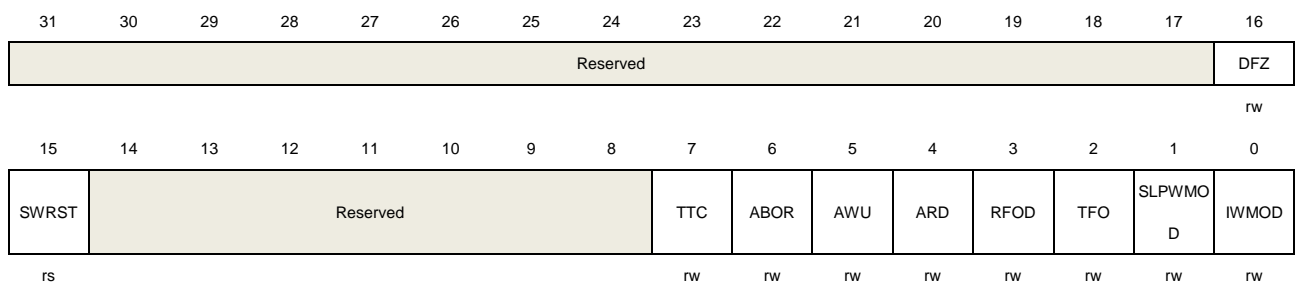 31 30 29 28 27 26 25 24 23 22 21 20 19 18 17 16
Reserved DFZ
rw
15 14 13 12 11 10 9 8 7 6 5 4 3 2 1 0
SWRST Reserved TTC ABOR AWU ARD RFOD TFO SLPWMO
D IWMOD
rs rw rw rw rw rw rw rw rw